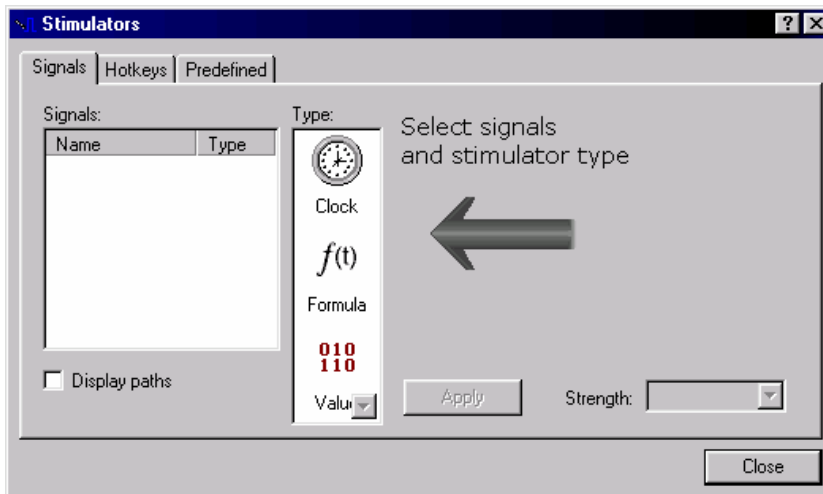 Stimulators
Signals Hotkeys Predefined
Signals:
Name Type
Type:
Clock
f(t)
Formula
010
110
Select signals
and stimulator type
Display paths
Apply
Strength:
Close